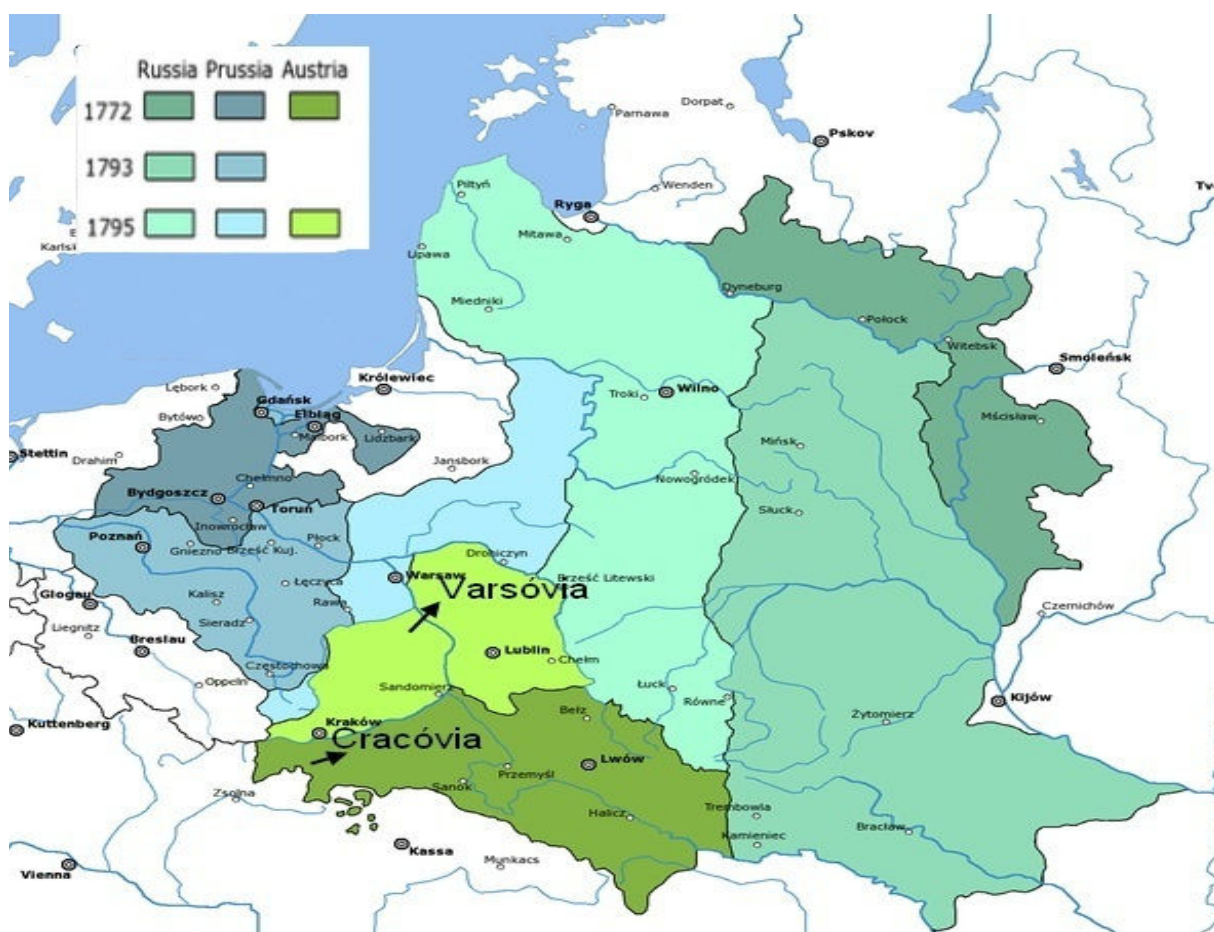 Russia Prussia Austria
1772
1793
1795
Karlsk
Parnawa
Dorpat
Pskov
Piltyń
Wenden
Ryga
Mitawa
Lipawa
Dyneburg
Miedniki
Połock
Witebsk
Smoleńsk
Lębork
Królewiec
Troki
Wilno
Gdańsk
Bytów
Elbląg
Malbork
Lidzbark
Mińsk
Mścisław
Stettin
Drahim
Jansbork
Chełmno
Nowogródek
Bydgoszcz
Toruń
Słuck
Inowrocław
Poznań
Gniezno
Brześć Kuj.
Płock
Drohiczyn
Warsaw
Brześć Litewski
Varsóvia
Łęczyca
Kalisz
Rawa
Glogau
Czernichów
Sieradz
Liegnitz
Breslau
Lublin
Chełm
Częstochowa
Oppeln
Sandomierz
Łuck
Równe
Kijów
Bełz
Żytomierz
Kuttenberg
Kraków
Cracóvia
Lwów
Przemyśl
Sanok
Zsolna
Halicz
Trembowla
Kamieniec
Bracław
Kassa
Munkacs
Vienna